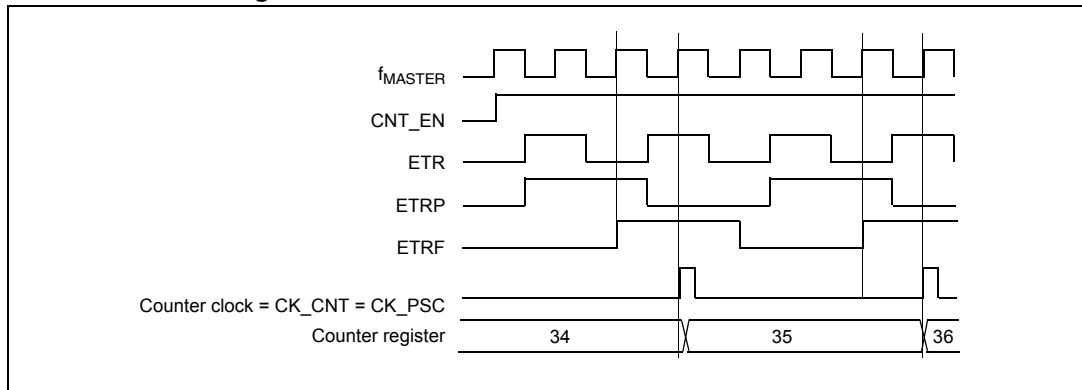 fMASTER
CNT_EN
ETR
ETRP
ETRF
Counter clock = CK_CNT = CK_PSC
Counter register 34 35 36